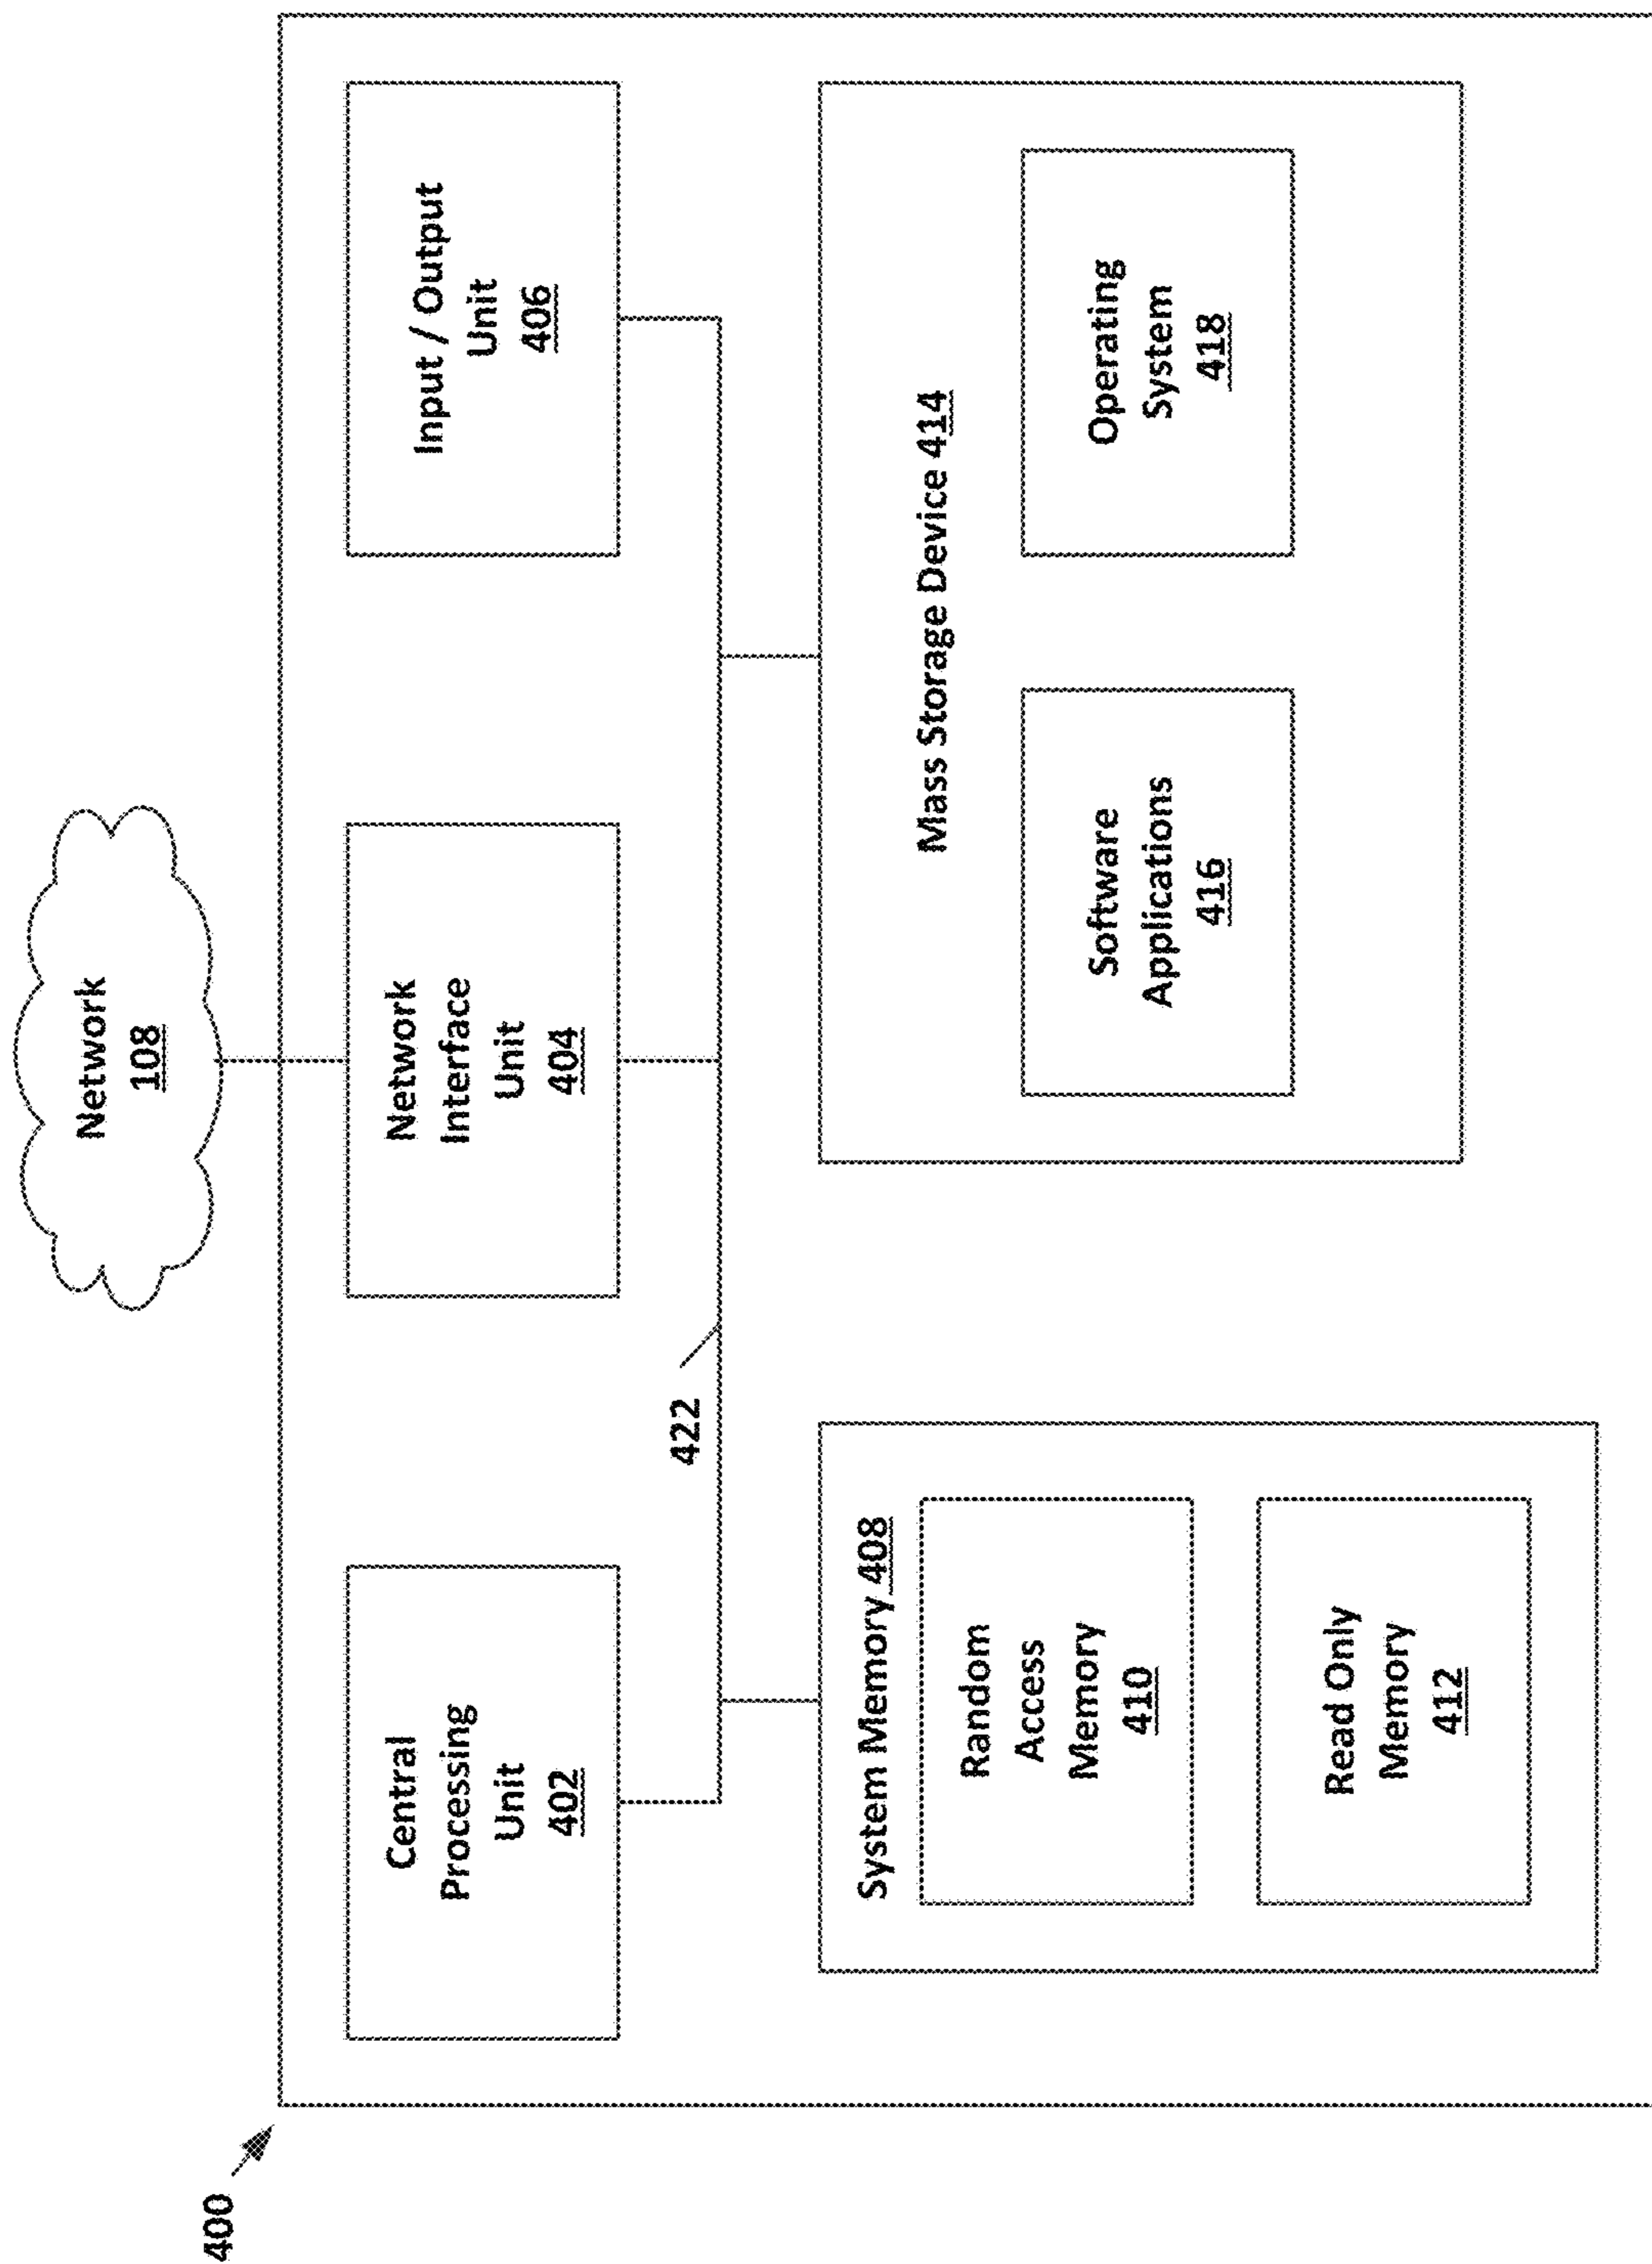 400
Network
108
Central
Processing
Unit
402
Network
Interface
Unit
404
Input / Output
Unit
406
422
System Memory 408
Random
Access
Memory
410
Read Only
Memory
412
Mass Storage Device 414
Software
Applications
416
Operating
System
418